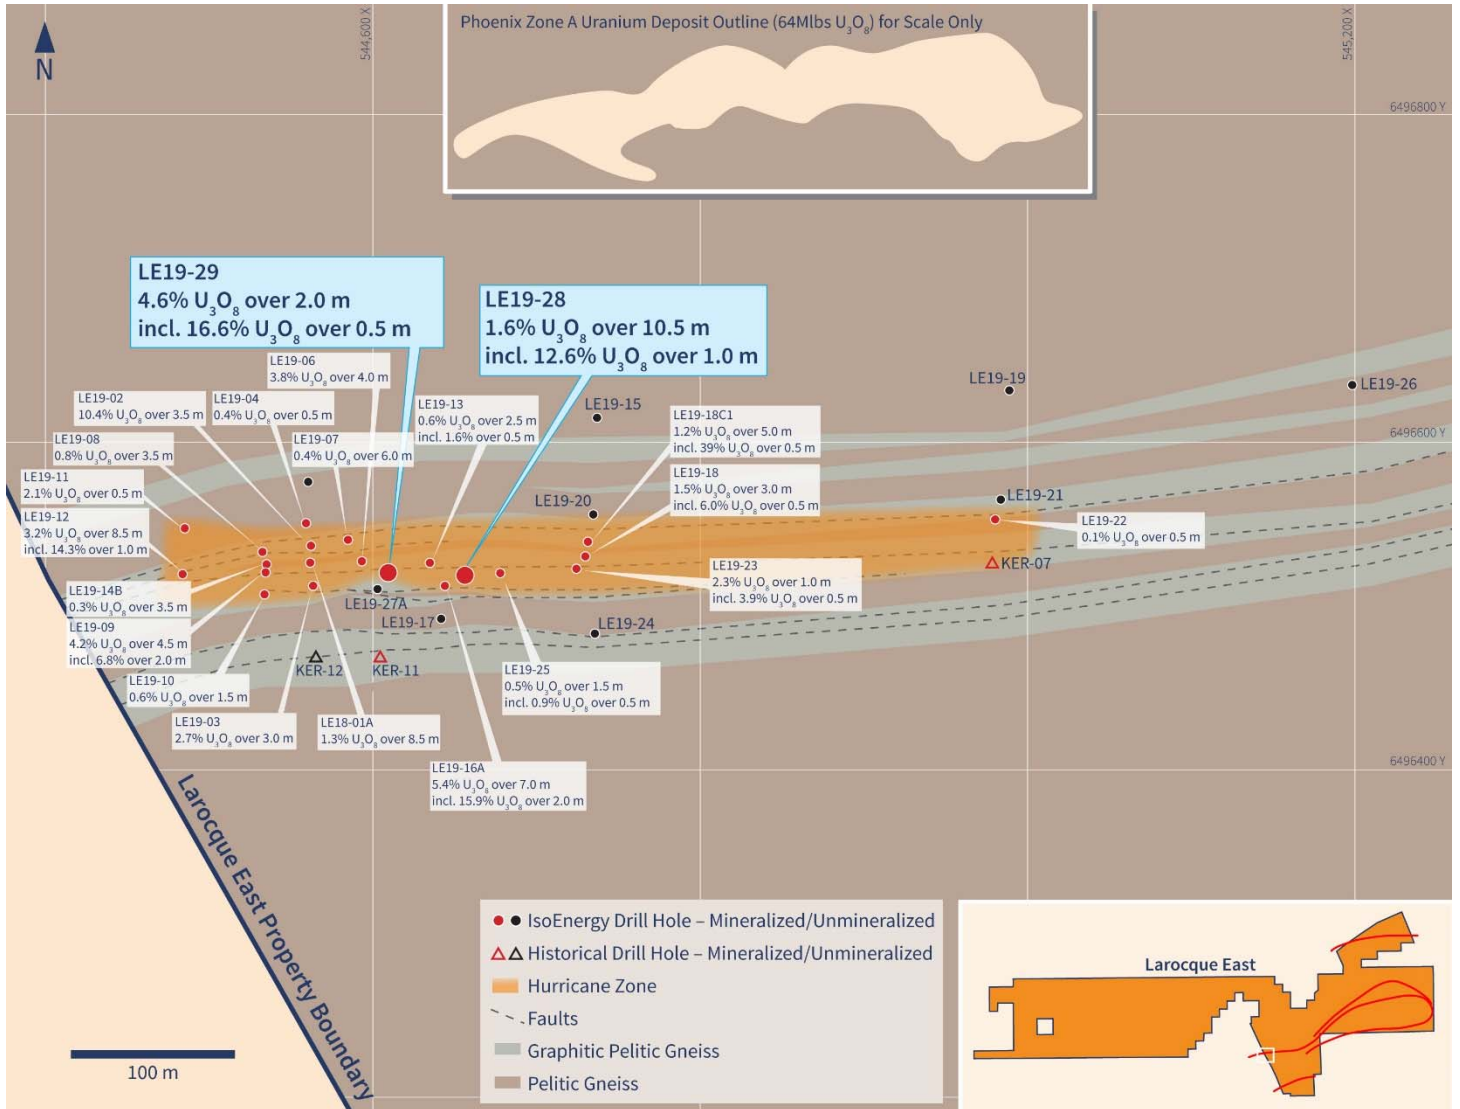 Phoenix Zone A Uranium Deposit Outline (64Mlbs U₃O₈) for Scale Only
N
544,600 X
545,200 X
6496800 Y
LE19-29
4.6% U₃O₈ over 2.0 m
incl. 16.6% U₃O₈ over 0.5 m
LE19-28
1.6% U₃O₈ over 10.5 m
incl. 12.6% U₃O₈ over 1.0 m
LE19-06
3.8% U₃O₈ over 4.0 m
LE19-02
10.4% U₃O₈ over 3.5 m
LE19-04
0.4% U₃O₈ over 0.5 m
LE19-13
0.6% U₃O₈ over 2.5 m
incl. 1.6% over 0.5 m
LE19-15
LE19-19
LE19-26
LE19-18C1
1.2% U₃O₈ over 5.0 m
incl. 39% U₃O₈ over 0.5 m
LE19-08
0.8% U₃O₈ over 3.5 m
LE19-07
0.4% U₃O₈ over 6.0 m
6496600 Y
LE19-11
2.1% U₃O₈ over 0.5 m
LE19-18
1.5% U₃O₈ over 3.0 m
incl. 6.0% U₃O₈ over 0.5 m
LE19-20
LE19-21
LE19-12
3.2% U₃O₈ over 8.5 m
incl. 14.3% over 1.0 m
LE19-22
0.1% U₃O₈ over 0.5 m
KER-07
LE19-23
2.3% U₃O₈ over 1.0 m
incl. 3.9% U₃O₈ over 0.5 m
LE19-14B
0.3% U₃O₈ over 3.5 m
LE19-27A
LE19-17
LE19-24
LE19-09
4.2% U₃O₈ over 4.5 m
incl. 6.8% over 2.0 m
KER-12
KER-11
LE19-25
0.5% U₃O₈ over 1.5 m
incl 0.9% U₃O₈ over 0.5 m
LE19-10
0.6% U₃O₈ over 1.5 m
LE19-03
2.7% U₃O₈ over 3.0 m
LE18-01A
1.3% U₃O₈ over 8.5 m
LE19-16A
5.4% U₃O₈ over 7.0 m
incl. 15.9% U₃O₈ over 2.0 m
6496400 Y
Larocque East Property Boundary
100 m
IsoEnergy Drill Hole – Mineralized/Unmineralized
Historical Drill Hole – Mineralized/Unmineralized
Hurricane Zone
Faults
Graphitic Pelitic Gneiss
Pelitic Gneiss
Larocque East